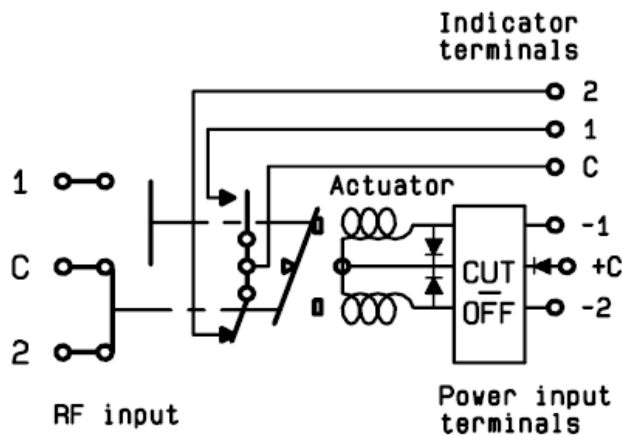 Indicator
terminals
2
1
C
Actuator
1
C
2
CUT
OFF
-1
+C
-2
RF input
Power input
terminals